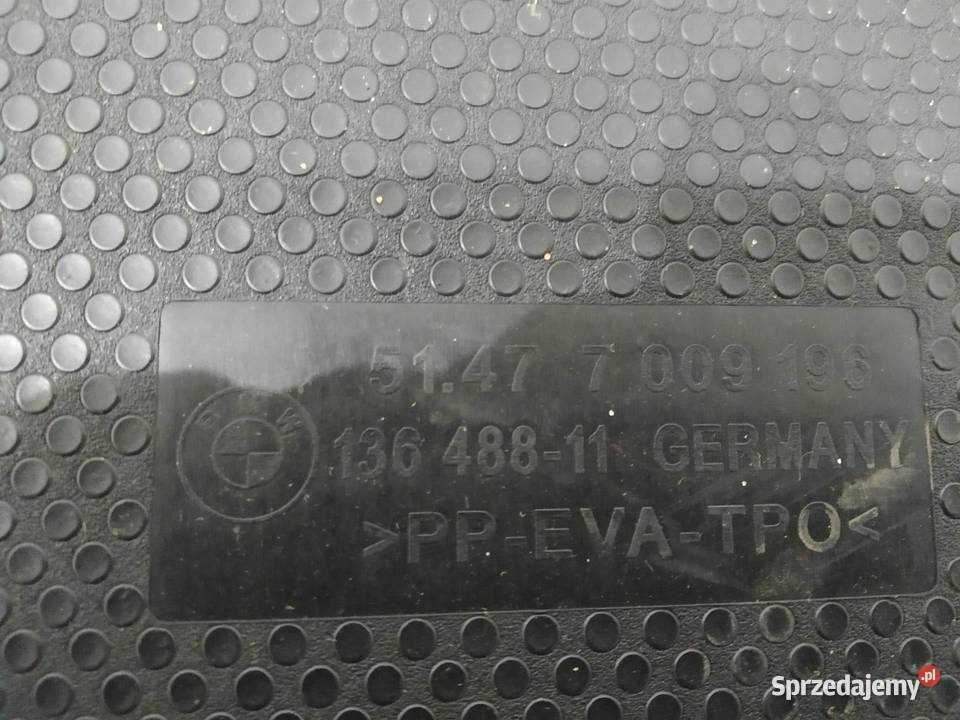 51.47 7 009 196
BMW
136 488-11 GERMANY
>PP-EVA-TPO<
Sprzedajemy.pl